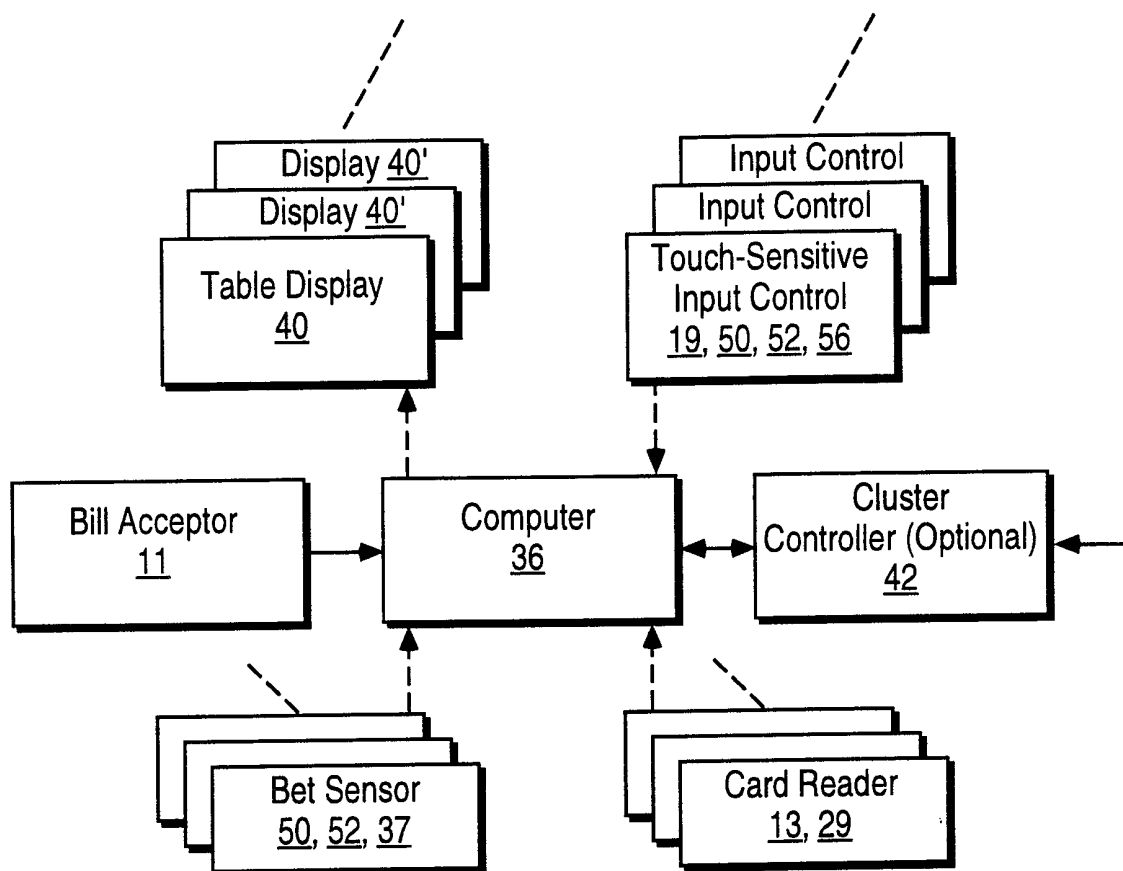 Display 40'
Display 40'
Table Display
40
Input Control
Input Control
Touch-Sensitive
Input Control
19, 50, 52, 56
Bill Acceptor
11
Computer
36
Cluster
Controller (Optional)
42
Bet Sensor
50, 52, 37
Card Reader
13, 29